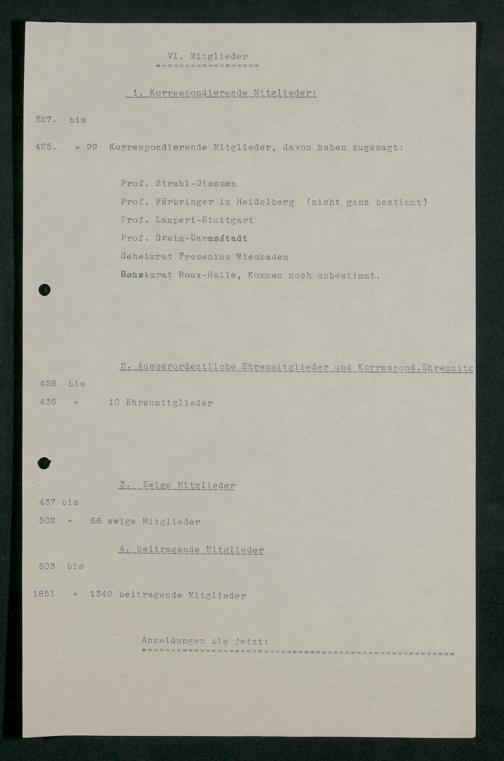 VI. Mitglieder
1. Korrespondierende Mitglieder:
327. bis
425. = 99 Korrespondierende Mitglieder, davon haben zugesagt:
Prof. Strahl-Giessen
Prof. Fürbringer in Heidelberg (nicht ganz bestimmt)
Prof. Lampert-Stuttgart
Prof. Greim-Darmstadt
Geheimrat Fresenius Wiesbaden
Geheimrat Roux-Halle, Kommen noch unbestimmt.
2. Ausserordentliche Ehrenmitglieder und Korrespond.Ehrenmitg
426 bis
436 = 10 Ehrenmitglieder
3. Ewige Mitglieder
437 bis
502 = 66 ewige Mitglieder
4. beitragende Mitglieder
503 bis
1851 = 1349 beitragende Mitglieder
Anmeldungen bis jetzt: